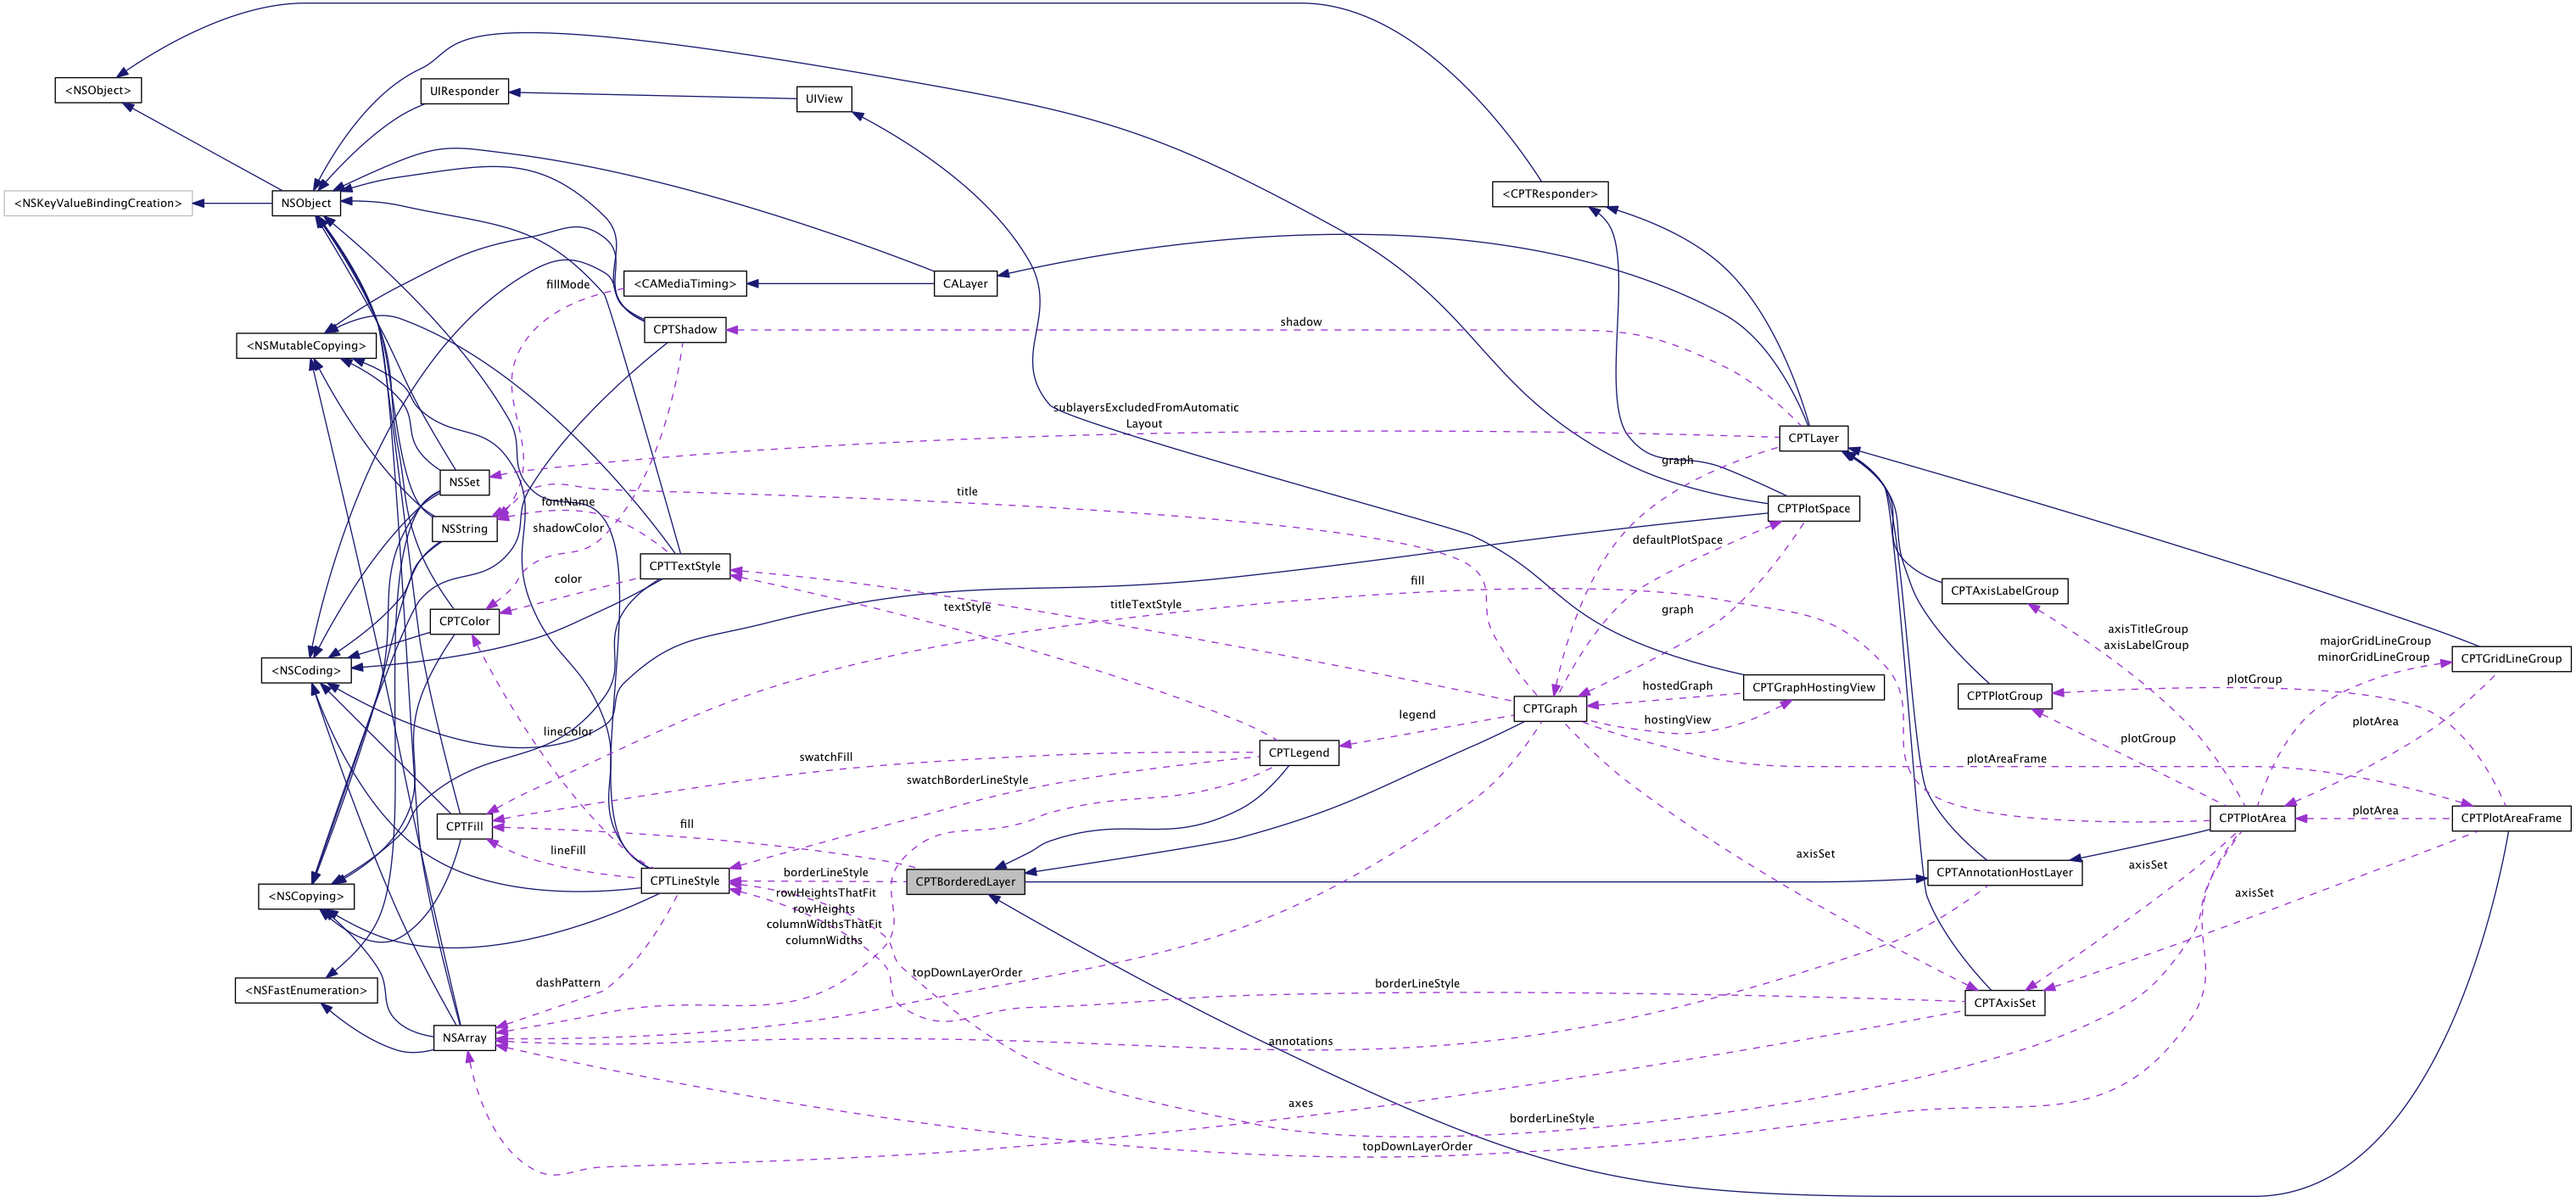 <NSObject>
UIResponder
UIView
<NSKeyValueBindingCreation>
NSObject
<CPTResponder>
fillMode
<CAMediaTiming>
CALayer
CPTShadow
shadow
<NSMutableCopying>
sublayersExcludedFromAutomatic
Layout
CPTLayer
graph
NSSet
title
fontName
NSString
shadowColor
CPTPlotSpace
defaultPlotSpace
CPTTextStyle
color
fill
textStyle
titleTextStyle
graph
CPTAxisLabelGroup
CPTColor
axisTitleGroup
axisLabelGroup
majorGridLineGroup
minorGridLineGroup
CPTGridLineGroup
<NSCoding>
hostedGraph
CPTGraphHostingView
CPTPlotGroup
plotGroup
CPTGraph
legend
hostingView
plotArea
lineColor
CPTLegend
plotGroup
swatchFill
plotAreaFrame
swatchBorderLineStyle
CPTFill
fill
plotArea
CPTPlotArea
CPTPlotAreaFrame
lineFill
axisSet
axisSet
borderLineStyle
CPTLineStyle
CPTBorderedLayer
CPTAnnotationHostLayer
<NSCopying>
rowHeightsThatFit
rowHeights
columnWidthsThatFit
columnWidths
axisSet
topDownLayerOrder
dashPattern
borderLineStyle
<NSFastEnumeration>
CPTAxisSet
NSArray
annotations
axes
borderLineStyle
topDownLayerOrder